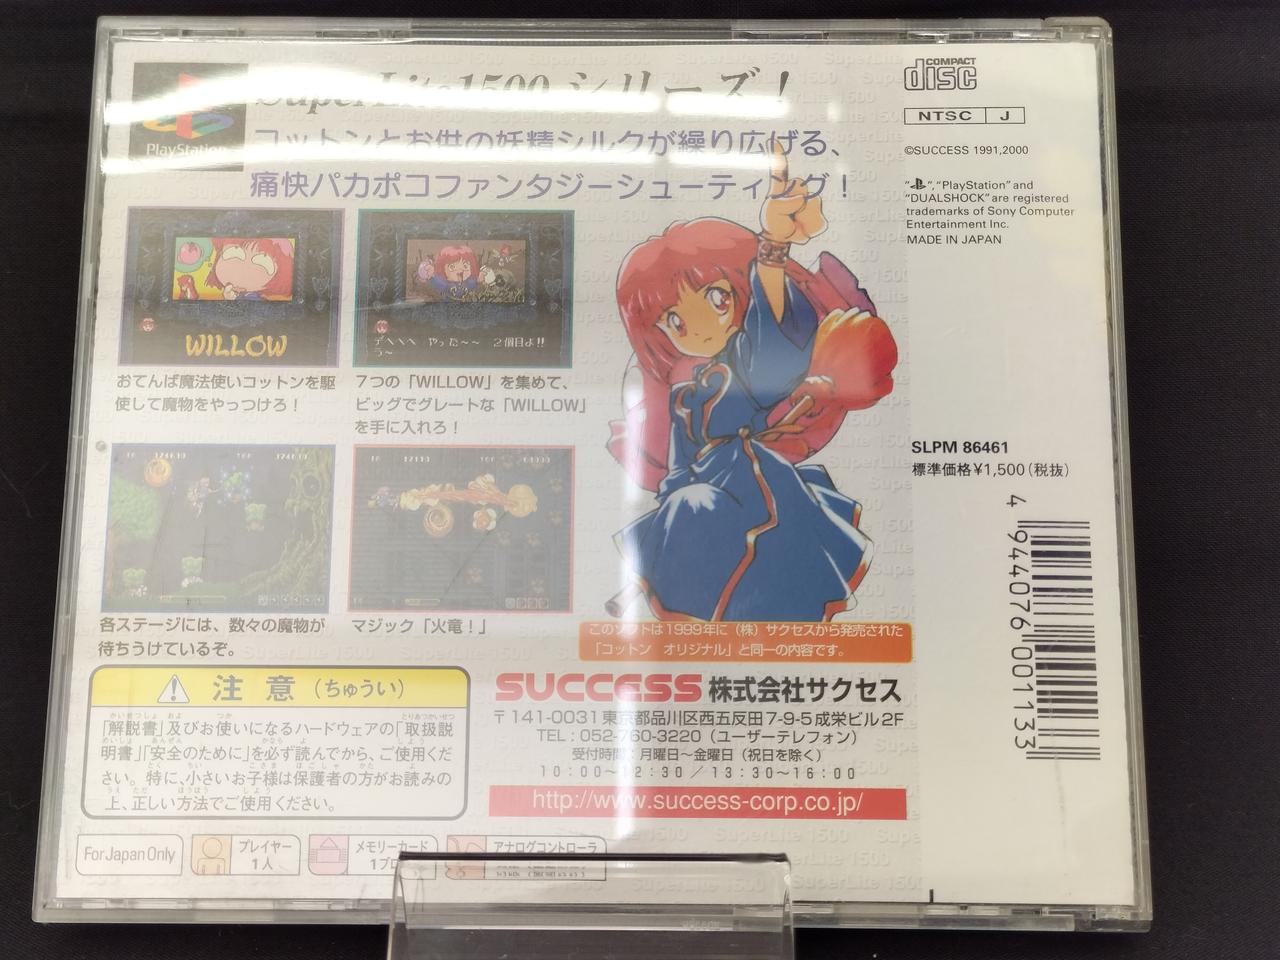 SuperLite1500 シリーズ！
PlayStation
コットンとお供の妖精シルクが繰り広げる、
痛快パカポコファンタジーシューティング！
WILLOW
デヘヘヘ やった～～ 2個目よ!!
う～
おてんば魔法使いコットンを駆
使して魔物をやっつけろ！
7つの「WILLOW」を集めて、
ビッグでグレートな「WILLOW」
を手に入れろ！
各ステージには、数々の魔物が
待ちうけているぞ。
マジック「火竜！」
このソフトは1999年に（株）サクセスから発売された
「コットン オリジナル」と同一の内容です。
注意（ちゅうい）
「解説書」及びお使いになるハードウェアの「取扱説
明書」「安全のために」を必ず読んでから、ご使用くだ
さい。特に、小さいお子様は保護者の方がお読みの
上、正しい方法でご使用ください。
SUCCESS 株式会社サクセス
〒141-0031 東京都品川区西五反田7-9-5成栄ビル2F
TEL：052-760-3220（ユーザーテレフォン）
受付時間：月曜日～金曜日（祝日を除く）
10：00～12：30／13：30～16：00
http://www.success-corp.co.jp/
For Japan Only
プレイヤー
1人
メモリーカード
アナログコントローラ
COMPACT
disc
NTSC J
©SUCCESS 1991,2000
" ","PlayStation" and
"DUALSHOCK" are registered
trademarks of Sony Computer
Entertainment Inc.
MADE IN JAPAN
SLPM 86461
標準価格¥1,500（税抜）
4 944076 001133